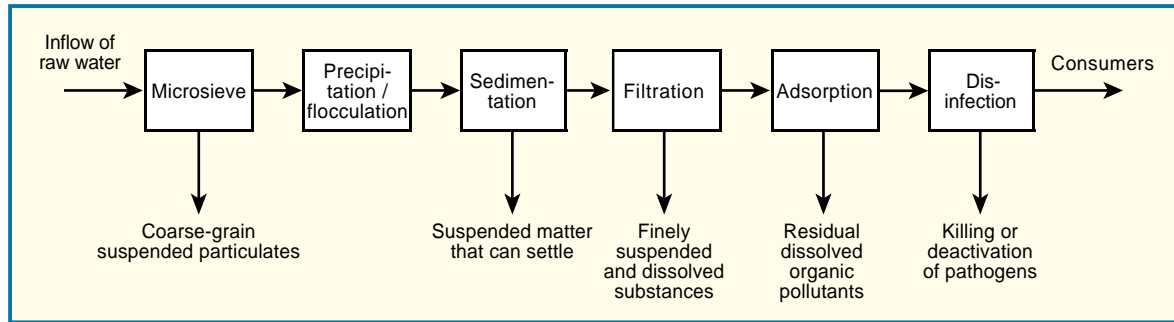 Inflow of
raw water
Microsieve
Precipi-
tation /
flocculation
Sedimen-
tation
Filtration
Adsorption
Dis-
infection
Consumers
Coarse-grain
suspended particulates
Suspended matter
that can settle
Finely
suspended
and dissolved
substances
Residual
dissolved
organic
pollutants
Killing or
deactivation
of pathogens